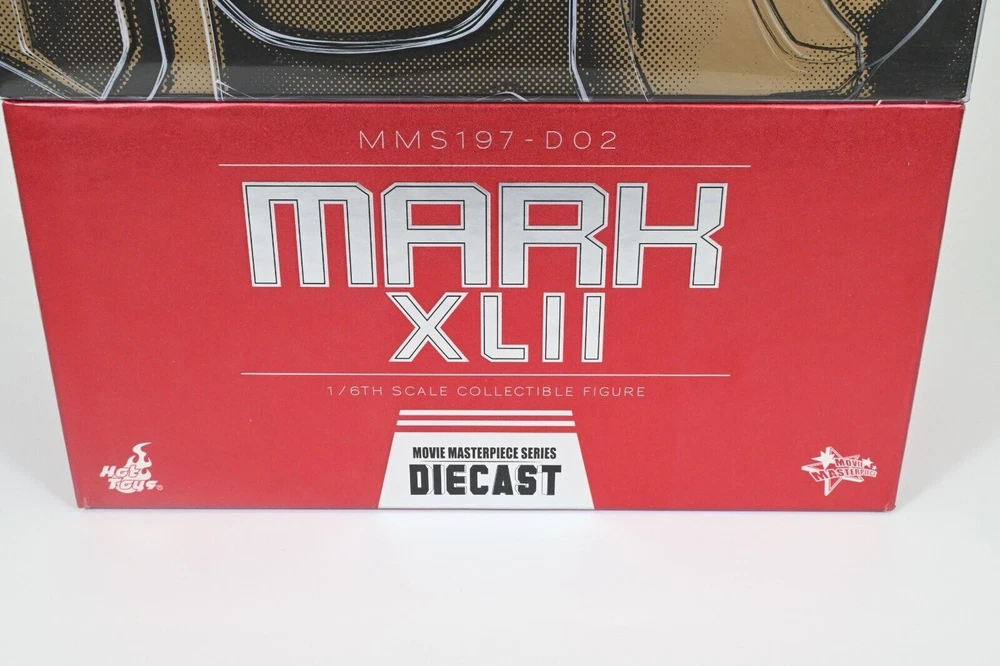 MMS197-D02
MARK
XLII
1/6TH SCALE COLLECTIBLE FIGURE
MOVIE MASTERPIECE SERIES
DIECAST
Hot
Toys®
MOVIE
MASTERPIECE